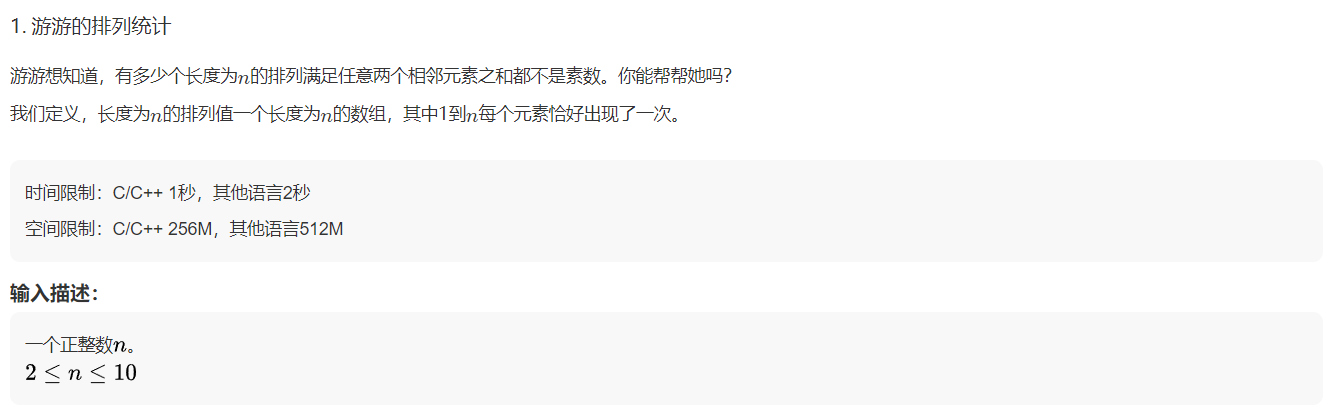 1. 游游的排列统计
游游想知道，有多少个长度为n的排列满足任意两个相邻元素之和都不是素数。你能帮帮她吗？
我们定义，长度为n的排列值一个长度为n的数组，其中1到n每个元素恰好出现了一次。
时间限制：C/C++ 1秒，其他语言2秒
空间限制：C/C++ 256M，其他语言512M
输入描述：
一个正整数n。
2 ≤ n ≤ 10